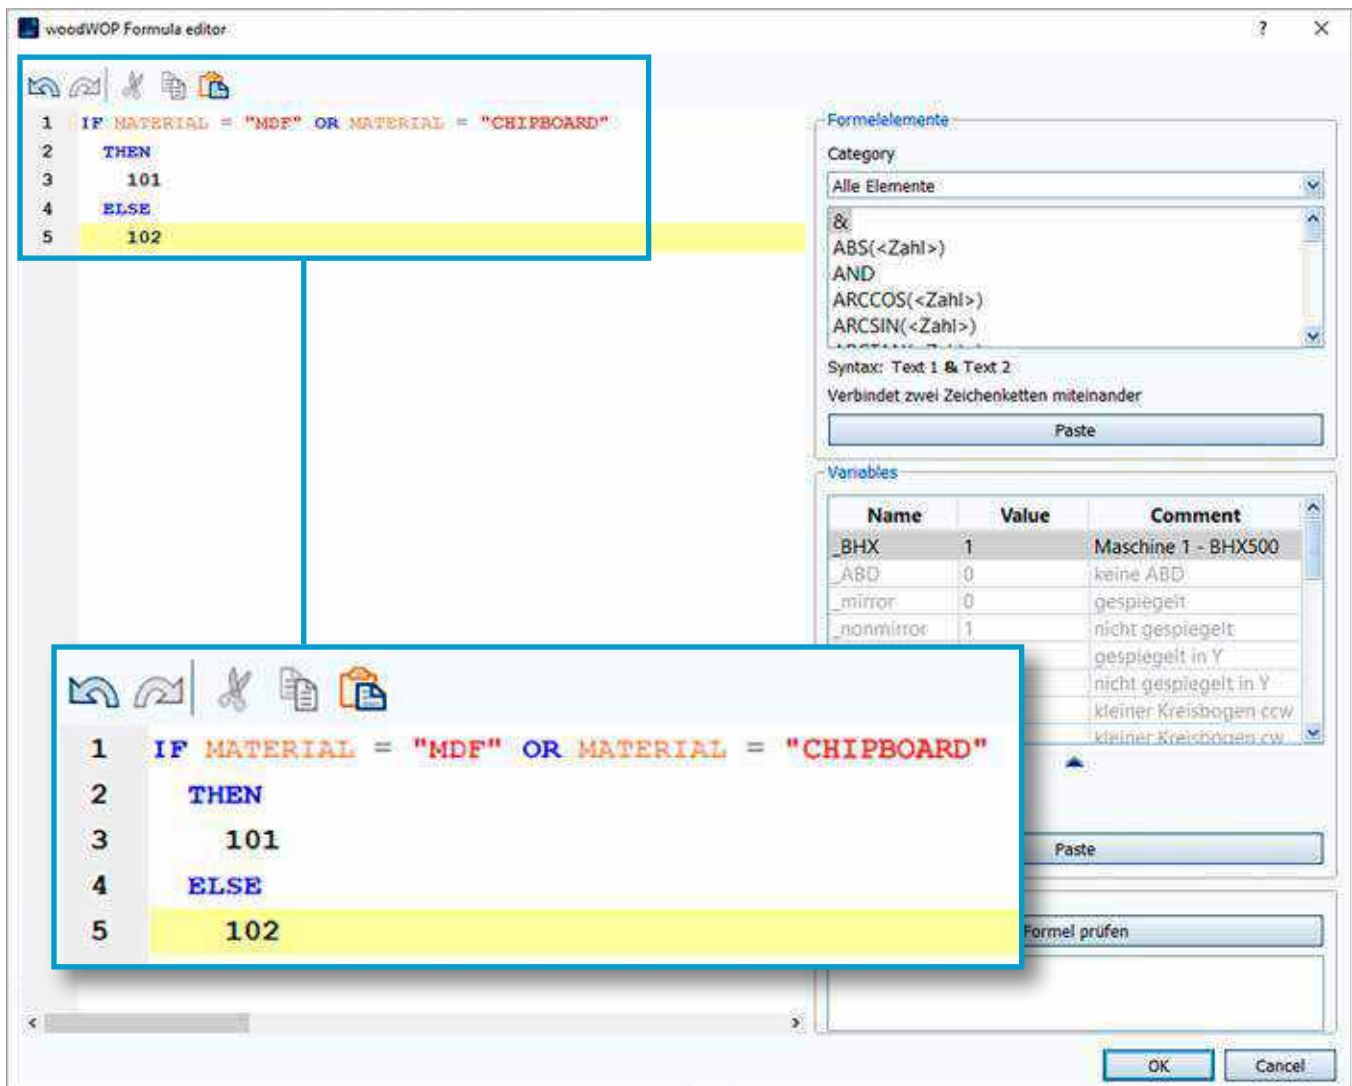 woodWOP Formula editor
?
1 IF MATERIAL = "MDF" OR MATERIAL = "CHIPBOARD"
2 THEN
3 101
4 ELSE
5 102
Formelelemente
Category
Alle Elemente
&
ABS(<Zahl>)
AND
ARCCOS(<Zahl>)
ARCSIN(<Zahl>)
Syntax: Text 1 & Text 2
Verbindet zwei Zeichenketten miteinander
Paste
Variables
Name Value Comment
_BHX 1 Maschine 1 - BHX500
_ABD 0 keine ABD
_mirror 0 gespiegelt
_nonmirror 1 nicht gespiegelt
gespiegelt in Y
nicht gespiegelt in Y
kleiner Kreisbogen ccw
kleiner Kreisbogen cw
Paste
Formel prüfen
1 IF MATERIAL = "MDF" OR MATERIAL = "CHIPBOARD"
2 THEN
3 101
4 ELSE
5 102
OK Cancel